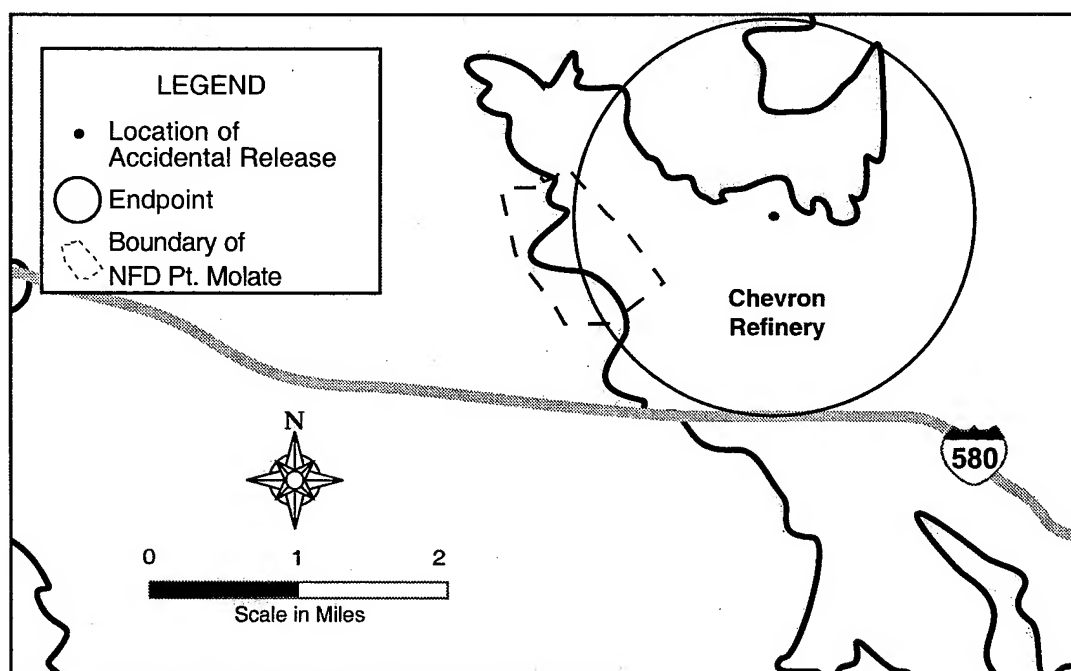 LEGEND
Location of
Accidental Release
Endpoint
Boundary of
NFD Pt. Molate
Chevron
Refinery
580
N
0 1 2
Scale in Miles